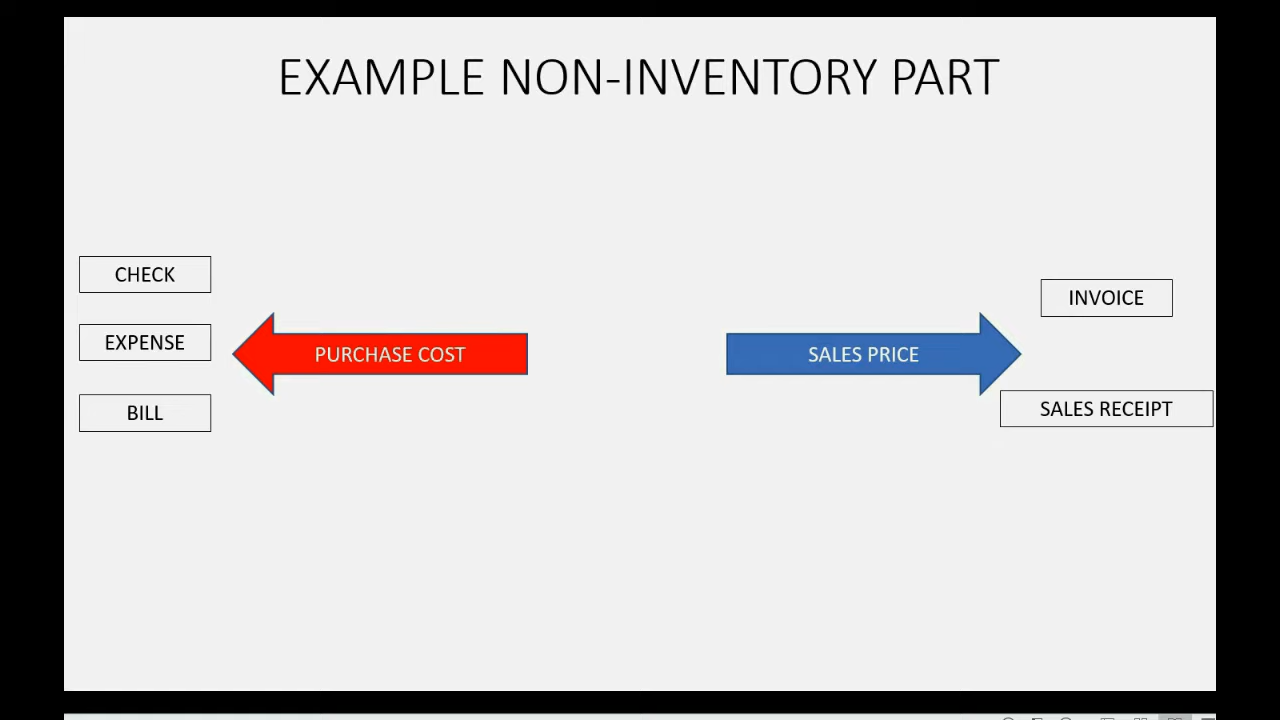 EXAMPLE NON-INVENTORY PART
CHECK
EXPENSE
BILL
PURCHASE COST
SALES PRICE
INVOICE
SALES RECEIPT